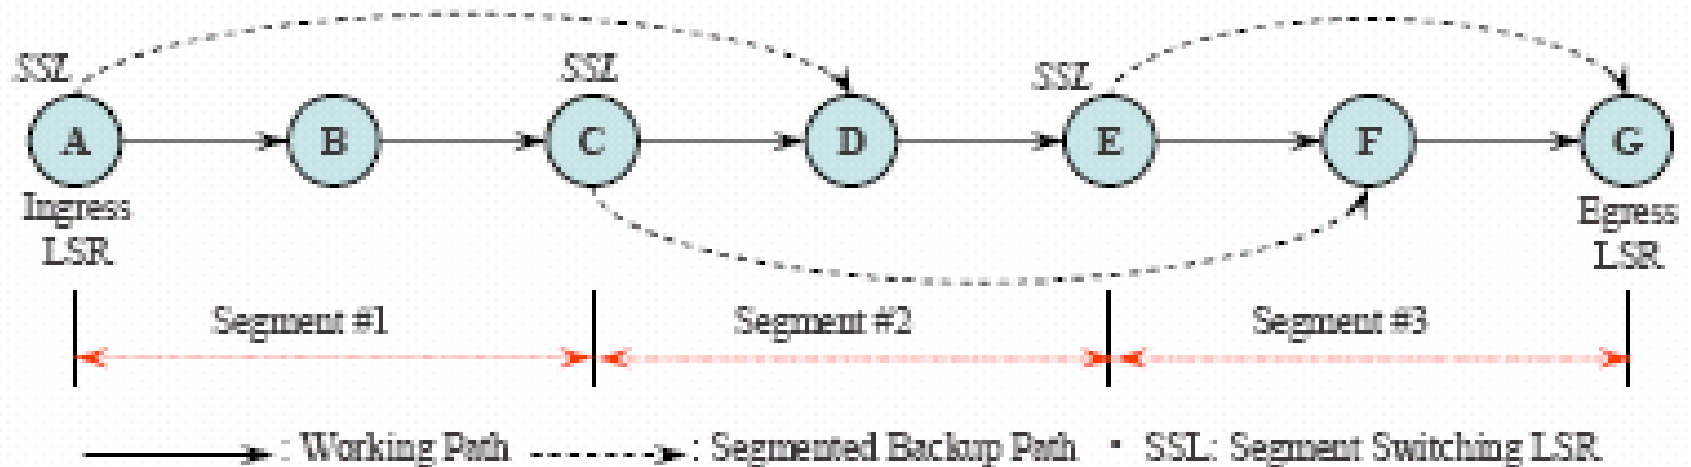 SSL SSL SSL
A B C D E F G
Ingress
LSR
Egress
LSR
Segment #1 Segment #2 Segment #3
: Working Path : Segmented Backup Path · SSL: Segment Switching LSR